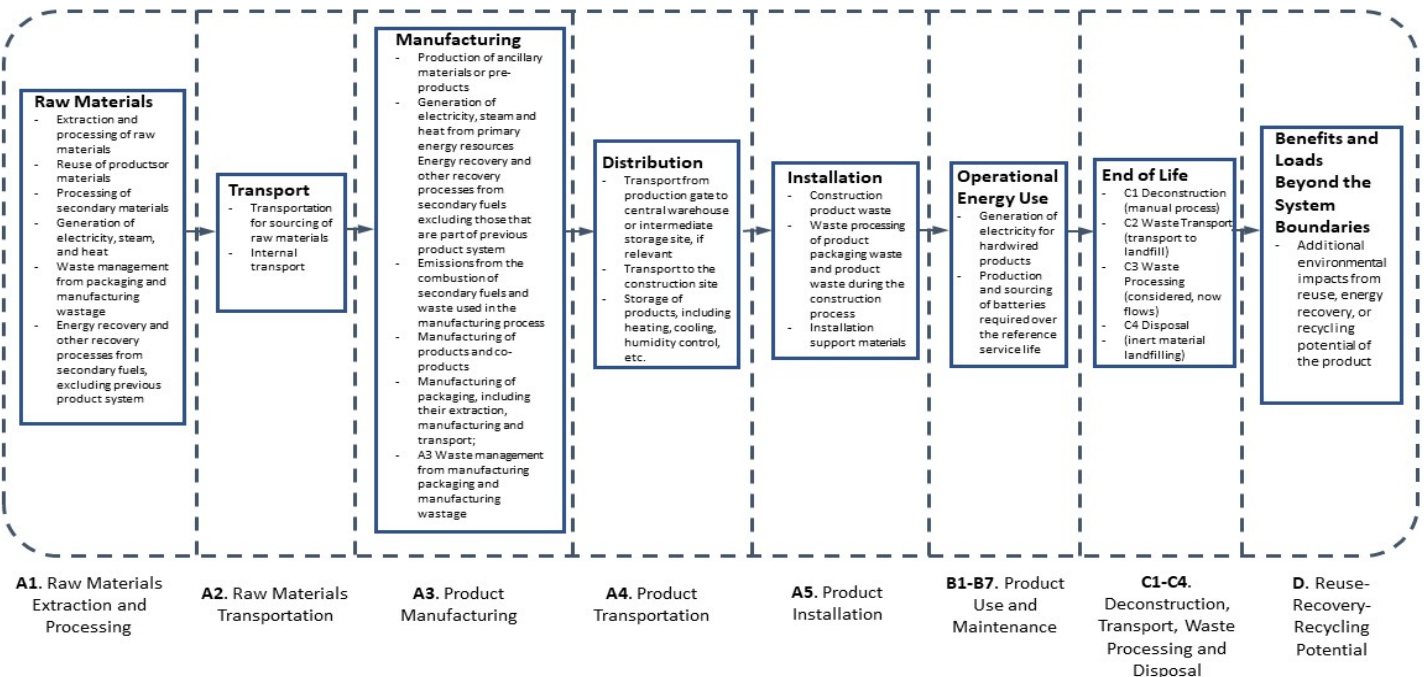 Raw Materials
- Extraction and
processing of raw
materials
- Reuse of productsor
materials
- Processing of
secondary materials
- Generation of
electricity, steam,
and heat
- Waste management
from packaging and
manufacturing
wastage
- Energy recovery and
other recovery
processes from
secondary fuels,
excluding previous
product system
Transport
- Transportation
for sourcing of
raw materials
- Internal
transport
Manufacturing
- Production of ancillary
materials or pre-
products
- Generation of
electricity, steam and
heat from primary
energy resources
Energy recovery and
other recovery
processes from
secondary fuels
excluding those that
are part of previous
product system
- Emissions from the
combustion of
secondary fuels and
waste used in the
manufacturing process
- Manufacturing of
products and co-
products
- Manufacturing of
packaging, including
their extraction,
manufacturing and
transport;
- A3 Waste management
from manufacturing
packaging and
manufacturing
wastage
Distribution
- Transport from
production gate to
central warehouse
or intermediate
storage site, if
relevant
- Transport to the
construction site
- Storage of
products, including
heating, cooling,
humidity control,
etc.
Installation
- Construction
product waste
- Waste processing
of product
packaging waste
and product
waste during the
construction
process
- Installation
support materials
Operational
Energy Use
- Generation of
electricity for
hardwired
products
- Production
and sourcing
of batteries
required over
the reference
service life
End of Life
- C1 Deconstruction
(manual process)
- C2 Waste Transport
- (transport to
landfill)
- C3 Waste
Processing
(considered, now
flows)
- C4 Disposal
- (inert material
landfilling)
Benefits and
Loads
Beyond the
System
Boundaries
- Additional
environmental
impacts from
reuse, energy
recovery, or
recycling
potential of
the product
A1. Raw Materials
Extraction and
Processing
A2. Raw Materials
Transportation
A3. Product
Manufacturing
A4. Product
Transportation
A5. Product
Installation
B1-B7. Product
Use and
Maintenance
C1-C4.
Deconstruction,
Transport, Waste
Processing and
Disposal
D. Reuse-
Recovery-
Recycling
Potential